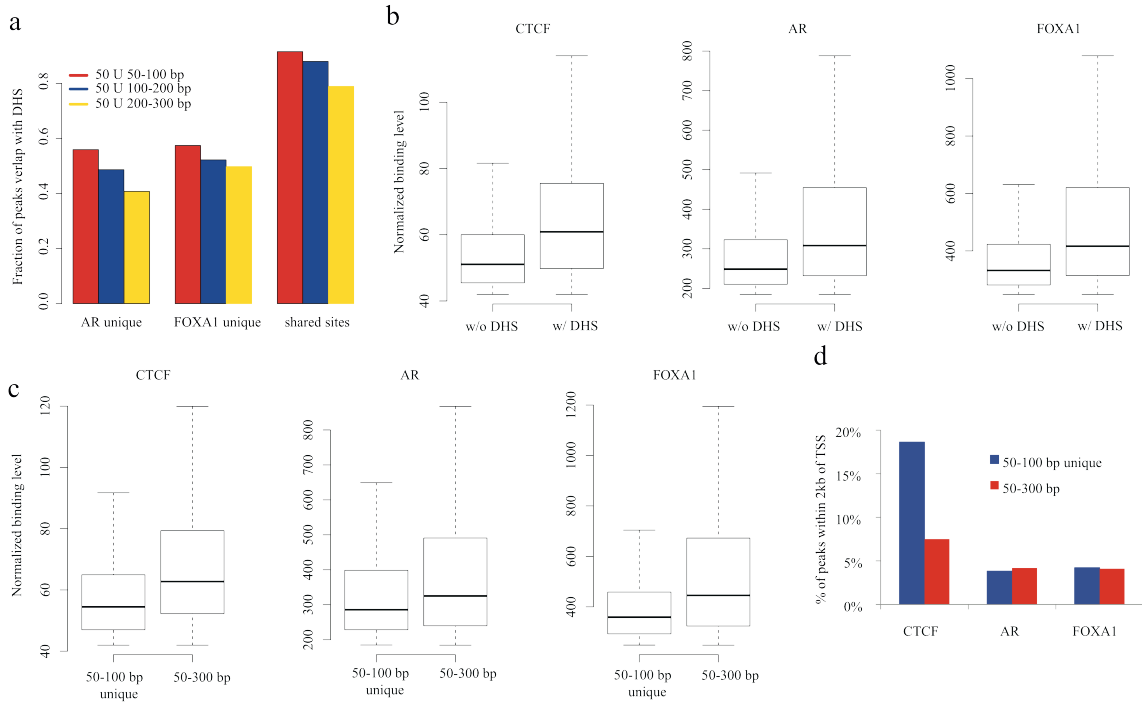 a
Fraction of peaks verlap with DHS
0.0
0.2
0.4
0.6
0.8
50 U 50-100 bp
50 U 100-200 bp
50 U 200-300 bp
AR unique
FOXA1 unique
shared sites
b
Normalized binding level
CTCF
40
60
80
100
w/o DHS
w/ DHS
AR
200
300
400
500
600
700
800
w/o DHS
w/ DHS
FOXA1
400
600
800
1000
w/o DHS
w/ DHS
c
Normalized binding level
CTCF
40
60
80
100
120
50-100 bp
unique
50-300 bp
AR
200
300
400
500
600
700
800
50-100 bp
unique
50-300 bp
FOXA1
400
600
800
1000
1200
50-100 bp
unique
50-300 bp
d
% of peaks within 2kb of TSS
20%
15%
10%
5%
0%
50-100 bp unique
50-300 bp
CTCF
AR
FOXA1